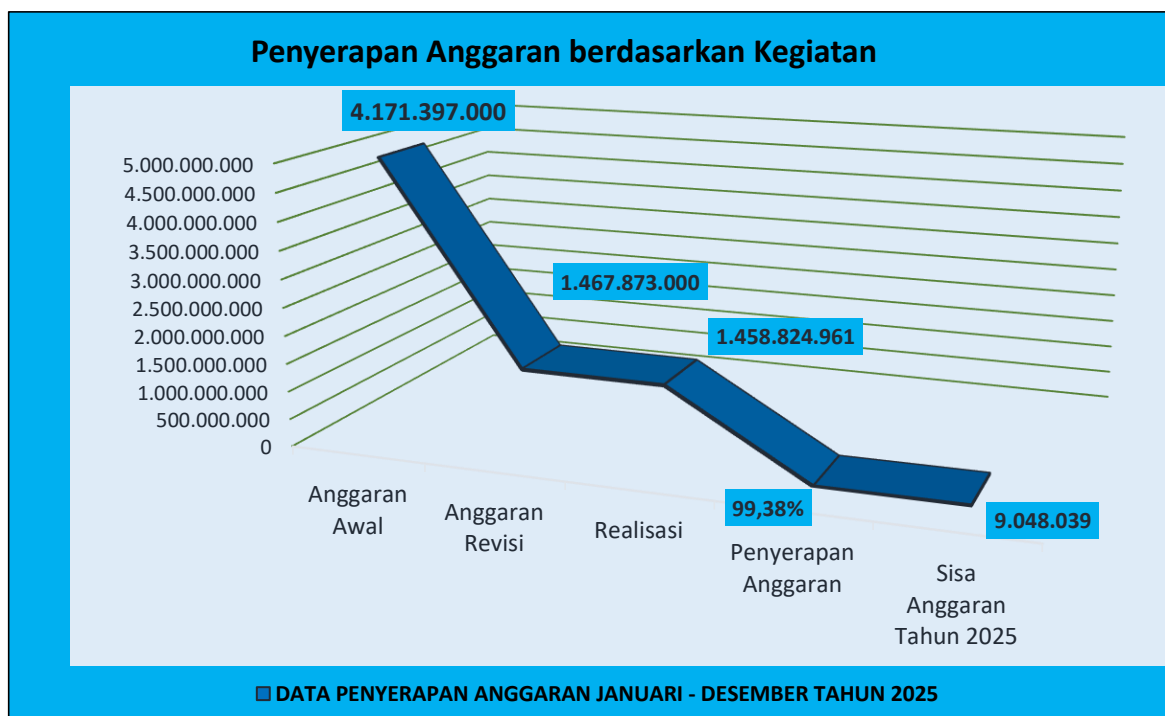 Penyerapan Anggaran berdasarkan Kegiatan
4.171.397.000
5.000.000.000
4.500.000.000
4.000.000.000
3.500.000.000
3.000.000.000
2.500.000.000
2.000.000.000
1.500.000.000
1.000.000.000
500.000.000
0
1.467.873.000
1.458.824.961
99,38%
9.048.039
Anggaran
Awal
Anggaran
Revisi
Realisasi
Penyerapan
Anggaran
Sisa
Anggaran
Tahun 2025
DATA PENYERAPAN ANGGARAN JANUARI - DESEMBER TAHUN 2025